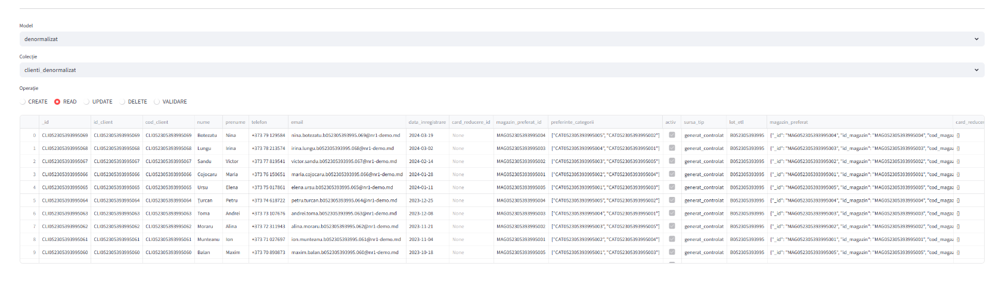 Model
denormalizat
Colecție
clienti_denormalizat
Operație
CREATE READ UPDATE DELETE VALIDARE
_id id_client cod_client nume prenume telefon email data_inregistrare card_reducere_id magazin_preferat_id preferinte_categorii activ sursa_tip lot_etl magazin_preferat card_reducer
0 CLI052305393995069 CLI052305393995069 CLI052305393995069 Botezatu Nina +373 79 129584 nina.botezatu.b052305393995.069@nr1-demo.md 2024-03-19 None MAG052305393995004 ["CAT052305393995005", "CAT052305393995002"] generat_controlat B052305393995 {"_id": "MAG052305393995004", "id_magazin": "MAG052305393995004", "cod_magaz {}
1 CLI052305393995068 CLI052305393995068 CLI052305393995068 Lungu Irina +373 78 213574 irina.lungu.b052305393995.068@nr1-demo.md 2024-03-02 None MAG052305393995003 ["CAT052305393995004", "CAT052305393995001"] generat_controlat B052305393995 {"_id": "MAG052305393995003", "id_magazin": "MAG052305393995003", "cod_magaz {}
2 CLI052305393995067 CLI052305393995067 CLI052305393995067 Sandu Victor +373 77 819541 victor.sandu.b052305393995.067@nr1-demo.md 2024-02-14 None MAG052305393995002 ["CAT052305393995003", "CAT052305393995005"] generat_controlat B052305393995 {"_id": "MAG052305393995002", "id_magazin": "MAG052305393995002", "cod_magaz {}
3 CLI052305393995066 CLI052305393995066 CLI052305393995066 Cojocaru Maria +373 76 150651 maria.cojocaru.b052305393995.066@nr1-demo.md 2024-01-28 None MAG052305393995001 ["CAT052305393995002", "CAT052305393995004"] generat_controlat B052305393995 {"_id": "MAG052305393995001", "id_magazin": "MAG052305393995001", "cod_magaz {}
4 CLI052305393995065 CLI052305393995065 CLI052305393995065 Ursu Elena +373 75 017861 elena.ursu.b052305393995.065@nr1-demo.md 2024-01-11 None MAG052305393995005 ["CAT052305393995001", "CAT052305393995003"] generat_controlat B052305393995 {"_id": "MAG052305393995005", "id_magazin": "MAG052305393995005", "cod_magaz {}
5 CLI052305393995064 CLI052305393995064 CLI052305393995064 Țurcan Petru +373 74 618722 petru.turcan.b052305393995.064@nr1-demo.md 2023-12-25 None MAG052305393995004 ["CAT052305393995005", "CAT052305393995002"] generat_controlat B052305393995 {"_id": "MAG052305393995004", "id_magazin": "MAG052305393995004", "cod_magaz {}
6 CLI052305393995063 CLI052305393995063 CLI052305393995063 Toma Andrei +373 73 107676 andrei.toma.b052305393995.063@nr1-demo.md 2023-12-08 None MAG052305393995003 ["CAT052305393995004", "CAT052305393995001"] generat_controlat B052305393995 {"_id": "MAG052305393995003", "id_magazin": "MAG052305393995003", "cod_magaz {}
7 CLI052305393995062 CLI052305393995062 CLI052305393995062 Moraru Alina +373 72 311943 alina.moraru.b052305393995.062@nr1-demo.md 2023-11-21 None MAG052305393995002 ["CAT052305393995003", "CAT052305393995005"] generat_controlat B052305393995 {"_id": "MAG052305393995002", "id_magazin": "MAG052305393995002", "cod_magaz {}
8 CLI052305393995061 CLI052305393995061 CLI052305393995061 Munteanu Ion +373 71 027697 ion.munteanu.b052305393995.061@nr1-demo.md 2023-11-04 None MAG052305393995001 ["CAT052305393995002", "CAT052305393995004"] generat_controlat B052305393995 {"_id": "MAG052305393995001", "id_magazin": "MAG052305393995001", "cod_magaz {}
9 CLI052305393995060 CLI052305393995060 CLI052305393995060 Balan Maxim +373 70 890873 maxim.balan.b052305393995.060@nr1-demo.md 2023-10-18 None MAG052305393995005 ["CAT052305393995001", "CAT052305393995003"] generat_controlat B052305393995 {"_id": "MAG052305393995005", "id_magazin": "MAG052305393995005", "cod_magaz {}